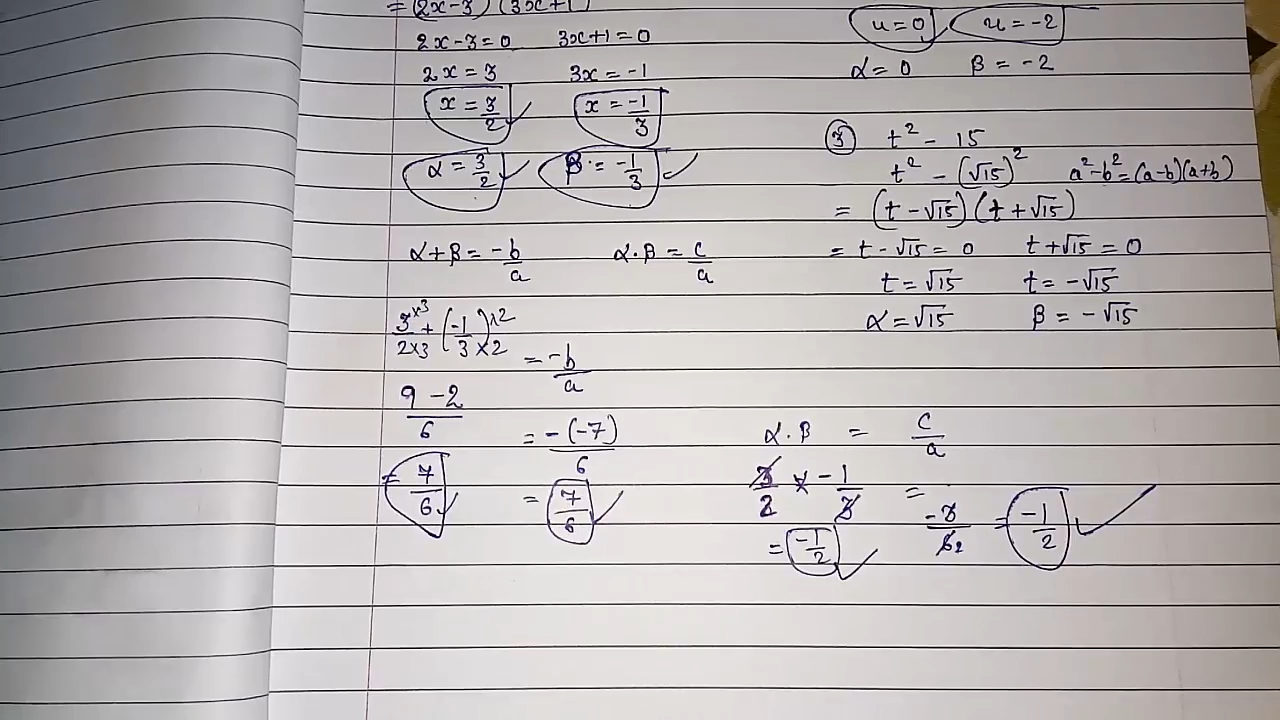 = (2x-3) (3x+1)
2x-3=0 3x+1=0
2x=3 3x=-1
x=3/2 x=-1/3
α=3/2 β=-1/3
α+β=-b/a α.β=c/a
3×3/2×3 + (-1/3)×2/×2 = -b/a
9-2/6 = -(-7)/6
= 7/6 = 7/6
u=0, u=-2
α=0 β=-2
③ t²-15
t²-(√15)² a²-b²=(a-b)(a+b)
= (t-√15)(t+√15)
= t-√15=0 t+√15=0
t=√15 t=-√15
α=√15 β=-√15
α.β = c/a
3/2 × -1/3 = -3/62 = -1/2
= -1/2